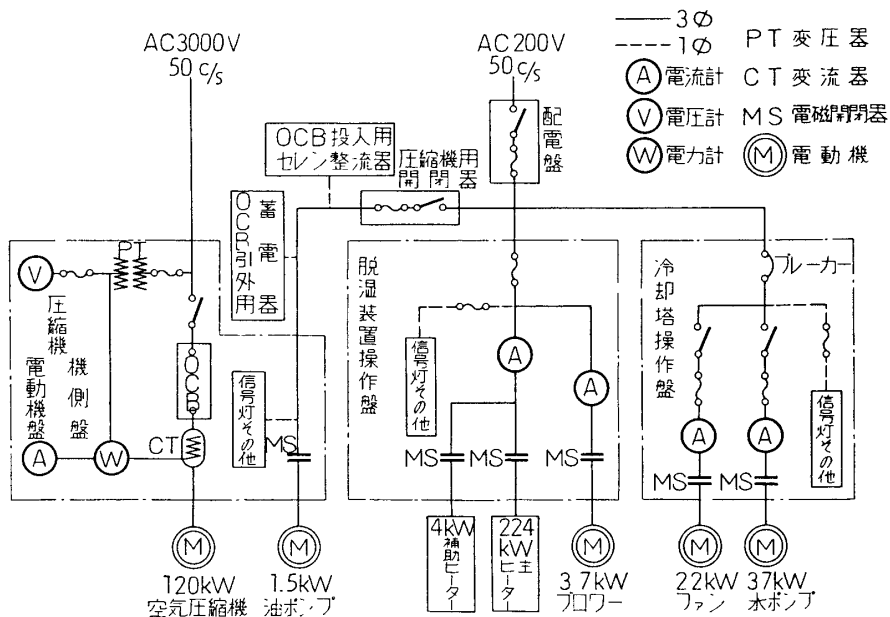 AC3000V
50 c/s
AC200V
50 c/s
3Φ
1Φ
PT 変圧器
A 電流計
CT 変流器
V 電圧計
MS 電磁開閉器
W 電力計
M 電動機
配電盤
OCB投入用
セレン整流器
圧縮機用
開閉器
OCB引外用
蓄電器
PT
V
圧縮機
電動機盤
機側盤
OCB
CT
A
W
信号灯その他
MS
M
120kW
空気圧縮機
M
1.5kW
油ポンプ
脱湿装置操作盤
信号灯その他
A
A
MS
MS
MS
4kW
補助ヒーター
224
kW主
ヒーター
M
3.7kW
ブロワー
冷却塔操作盤
ブレーカー
信号灯その他
A
A
MS
MS
M
22kW
ファン
M
37kW
水ポンプ